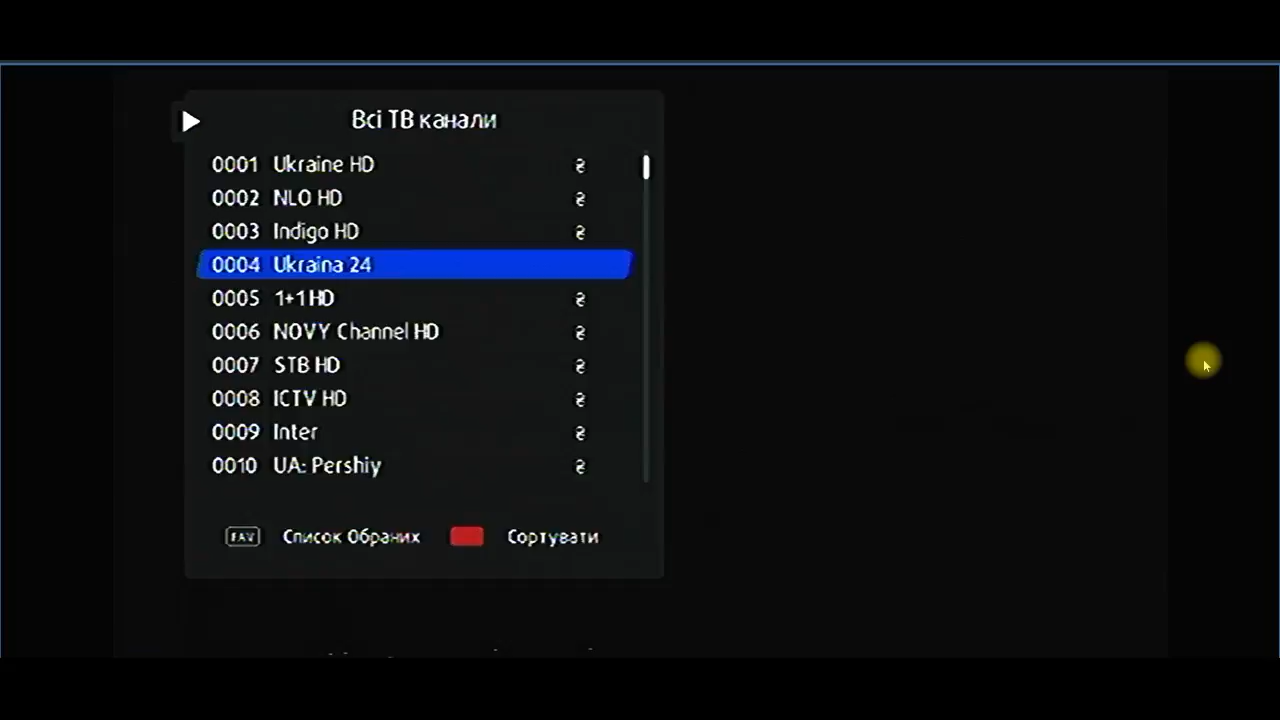 Всі ТВ канали
0001 Ukraine HD ₴
0002 NLO HD ₴
0003 Indigo HD ₴
0004 Ukraina 24
0005 1+1 HD ₴
0006 NOVY Channel HD ₴
0007 STB HD ₴
0008 ICTV HD ₴
0009 Inter ₴
0010 UA: Pershiy ₴
FAV Список Обраних Сортувати